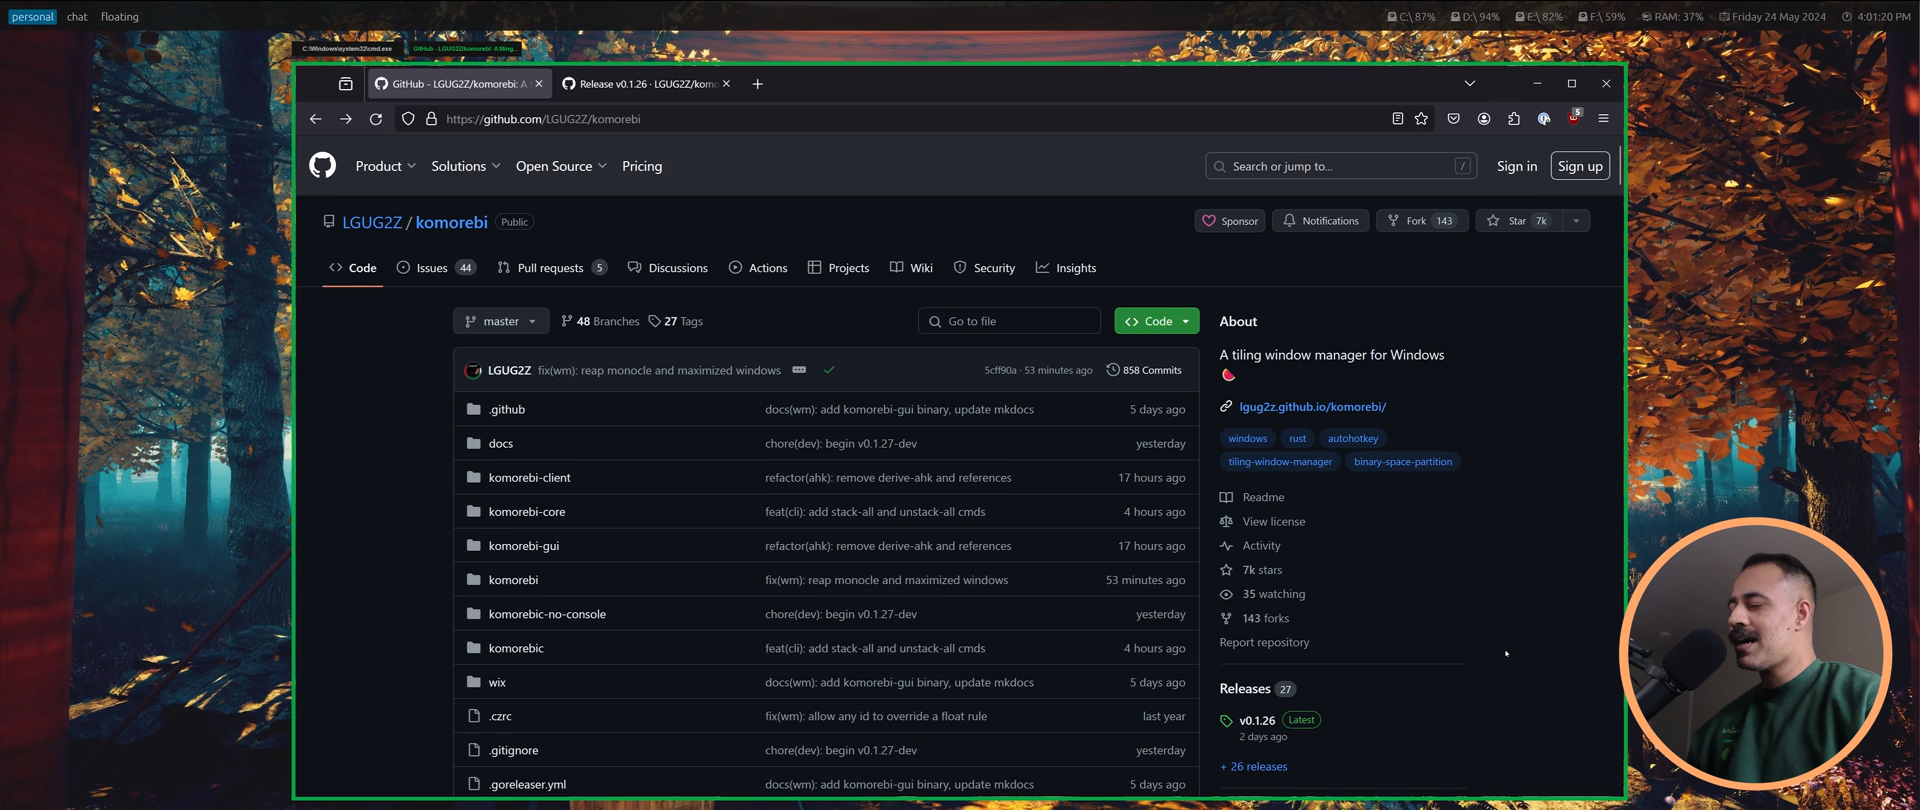 personal chat floating
C:\ 87% D:\ 94% E:\ 82% F:\ 59% RAM: 37% Friday 24 May 2024 4:01:20 PM
C:\Windows\system32\cmd.exe GitHub - LGUG2Z/komorebi: A tiling...
GitHub - LGUG2Z/komorebi: A Release v0.1.26 · LGUG2Z/komo
https://github.com/LGUG2Z/komorebi
5
Product Solutions Open Source Pricing Search or jump to... / Sign in Sign up
LGUG2Z / komorebi Public Sponsor Notifications Fork 143 Star 7k
Code Issues 44 Pull requests 5 Discussions Actions Projects Wiki Security Insights
master 48 Branches 27 Tags Go to file Code
LGUG2Z fix(wm): reap monocle and maximized windows 5cff90a · 53 minutes ago 858 Commits
.github docs(wm): add komorebi-gui binary, update mkdocs 5 days ago
docs chore(dev): begin v0.1.27-dev yesterday
komorebi-client refactor(ahk): remove derive-ahk and references 17 hours ago
komorebi-core feat(cli): add stack-all and unstack-all cmds 4 hours ago
komorebi-gui refactor(ahk): remove derive-ahk and references 17 hours ago
komorebi fix(wm): reap monocle and maximized windows 53 minutes ago
komorebic-no-console chore(dev): begin v0.1.27-dev yesterday
komorebic feat(cli): add stack-all and unstack-all cmds 4 hours ago
wix docs(wm): add komorebi-gui binary, update mkdocs 5 days ago
.czrc fix(wm): allow any id to override a float rule last year
.gitignore chore(dev): begin v0.1.27-dev yesterday
.goreleaser.yml docs(wm): add komorebi-gui binary, update mkdocs 5 days ago
About
A tiling window manager for Windows
🍉
lgug2z.github.io/komorebi/
windows rust autohotkey
tiling-window-manager binary-space-partition
Readme
View license
Activity
7k stars
35 watching
143 forks
Report repository
Releases 27
v0.1.26 Latest
2 days ago
+ 26 releases